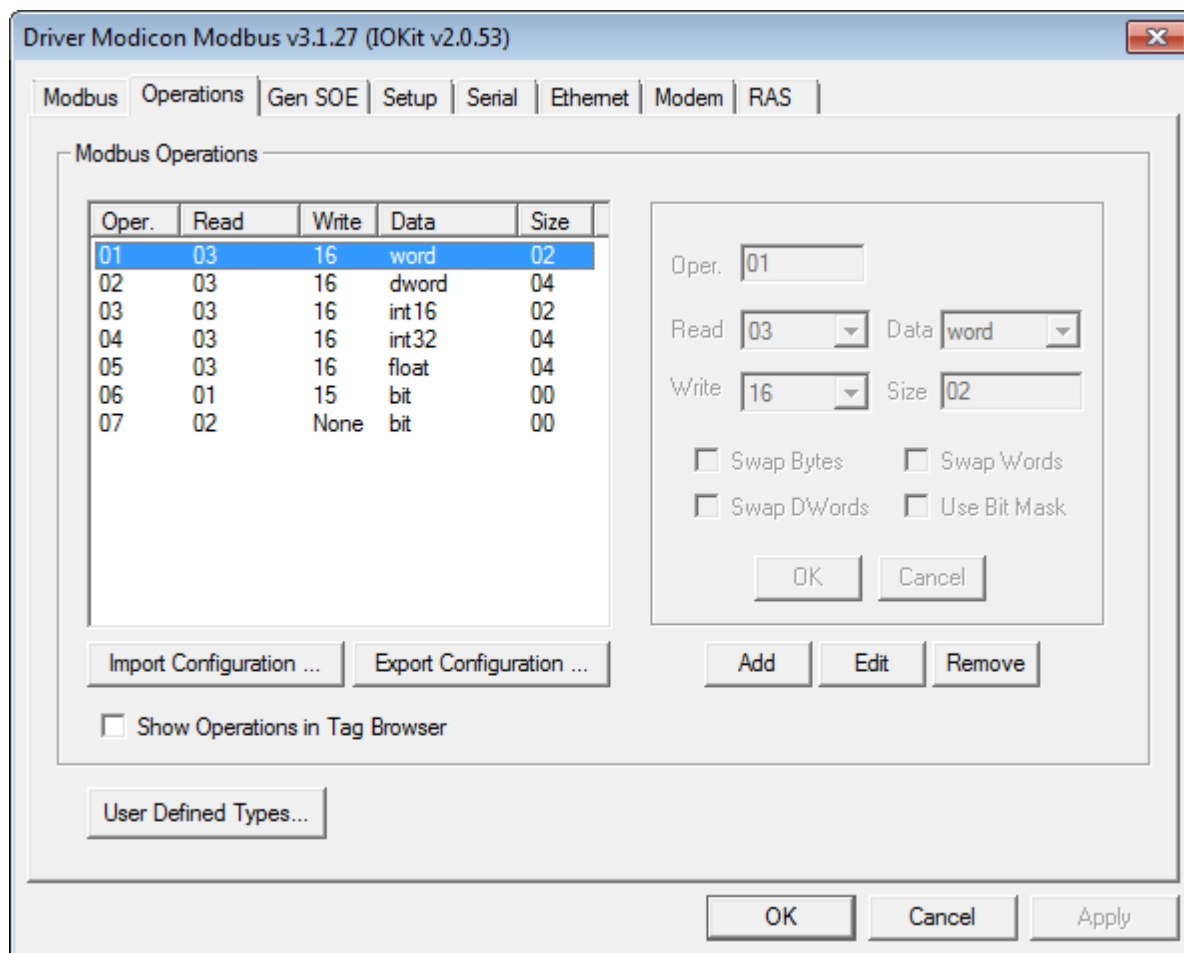 Driver Modicon Modbus v3.1.27 (IOKit v2.0.53)
Modbus Operations Gen SOE Setup Serial Ethernet Modem RAS
Modbus Operations
Oper. Read Write Data Size
01 03 16 word 02
02 03 16 dword 04
03 03 16 int16 02
04 03 16 int32 04
05 03 16 float 04
06 01 15 bit 00
07 02 None bit 00
Oper. 01
Read 03 Data word
Write 16 Size 02
Swap Bytes Swap Words
Swap DWords Use Bit Mask
OK Cancel
Import Configuration ... Export Configuration ... Add Edit Remove
Show Operations in Tag Browser
User Defined Types...
OK Cancel Apply